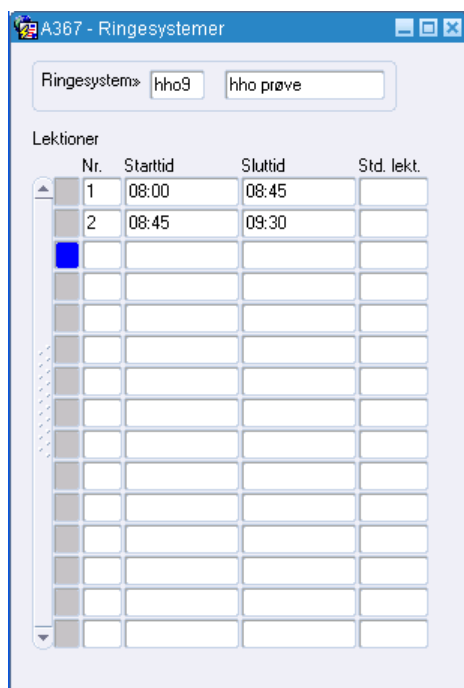 A367 - Ringesystemer
Ringesystem» hho9 hho prøve
Lektioner
Nr. Starttid Sluttid Std. lekt.
1 08:00 08:45
2 08:45 09:30